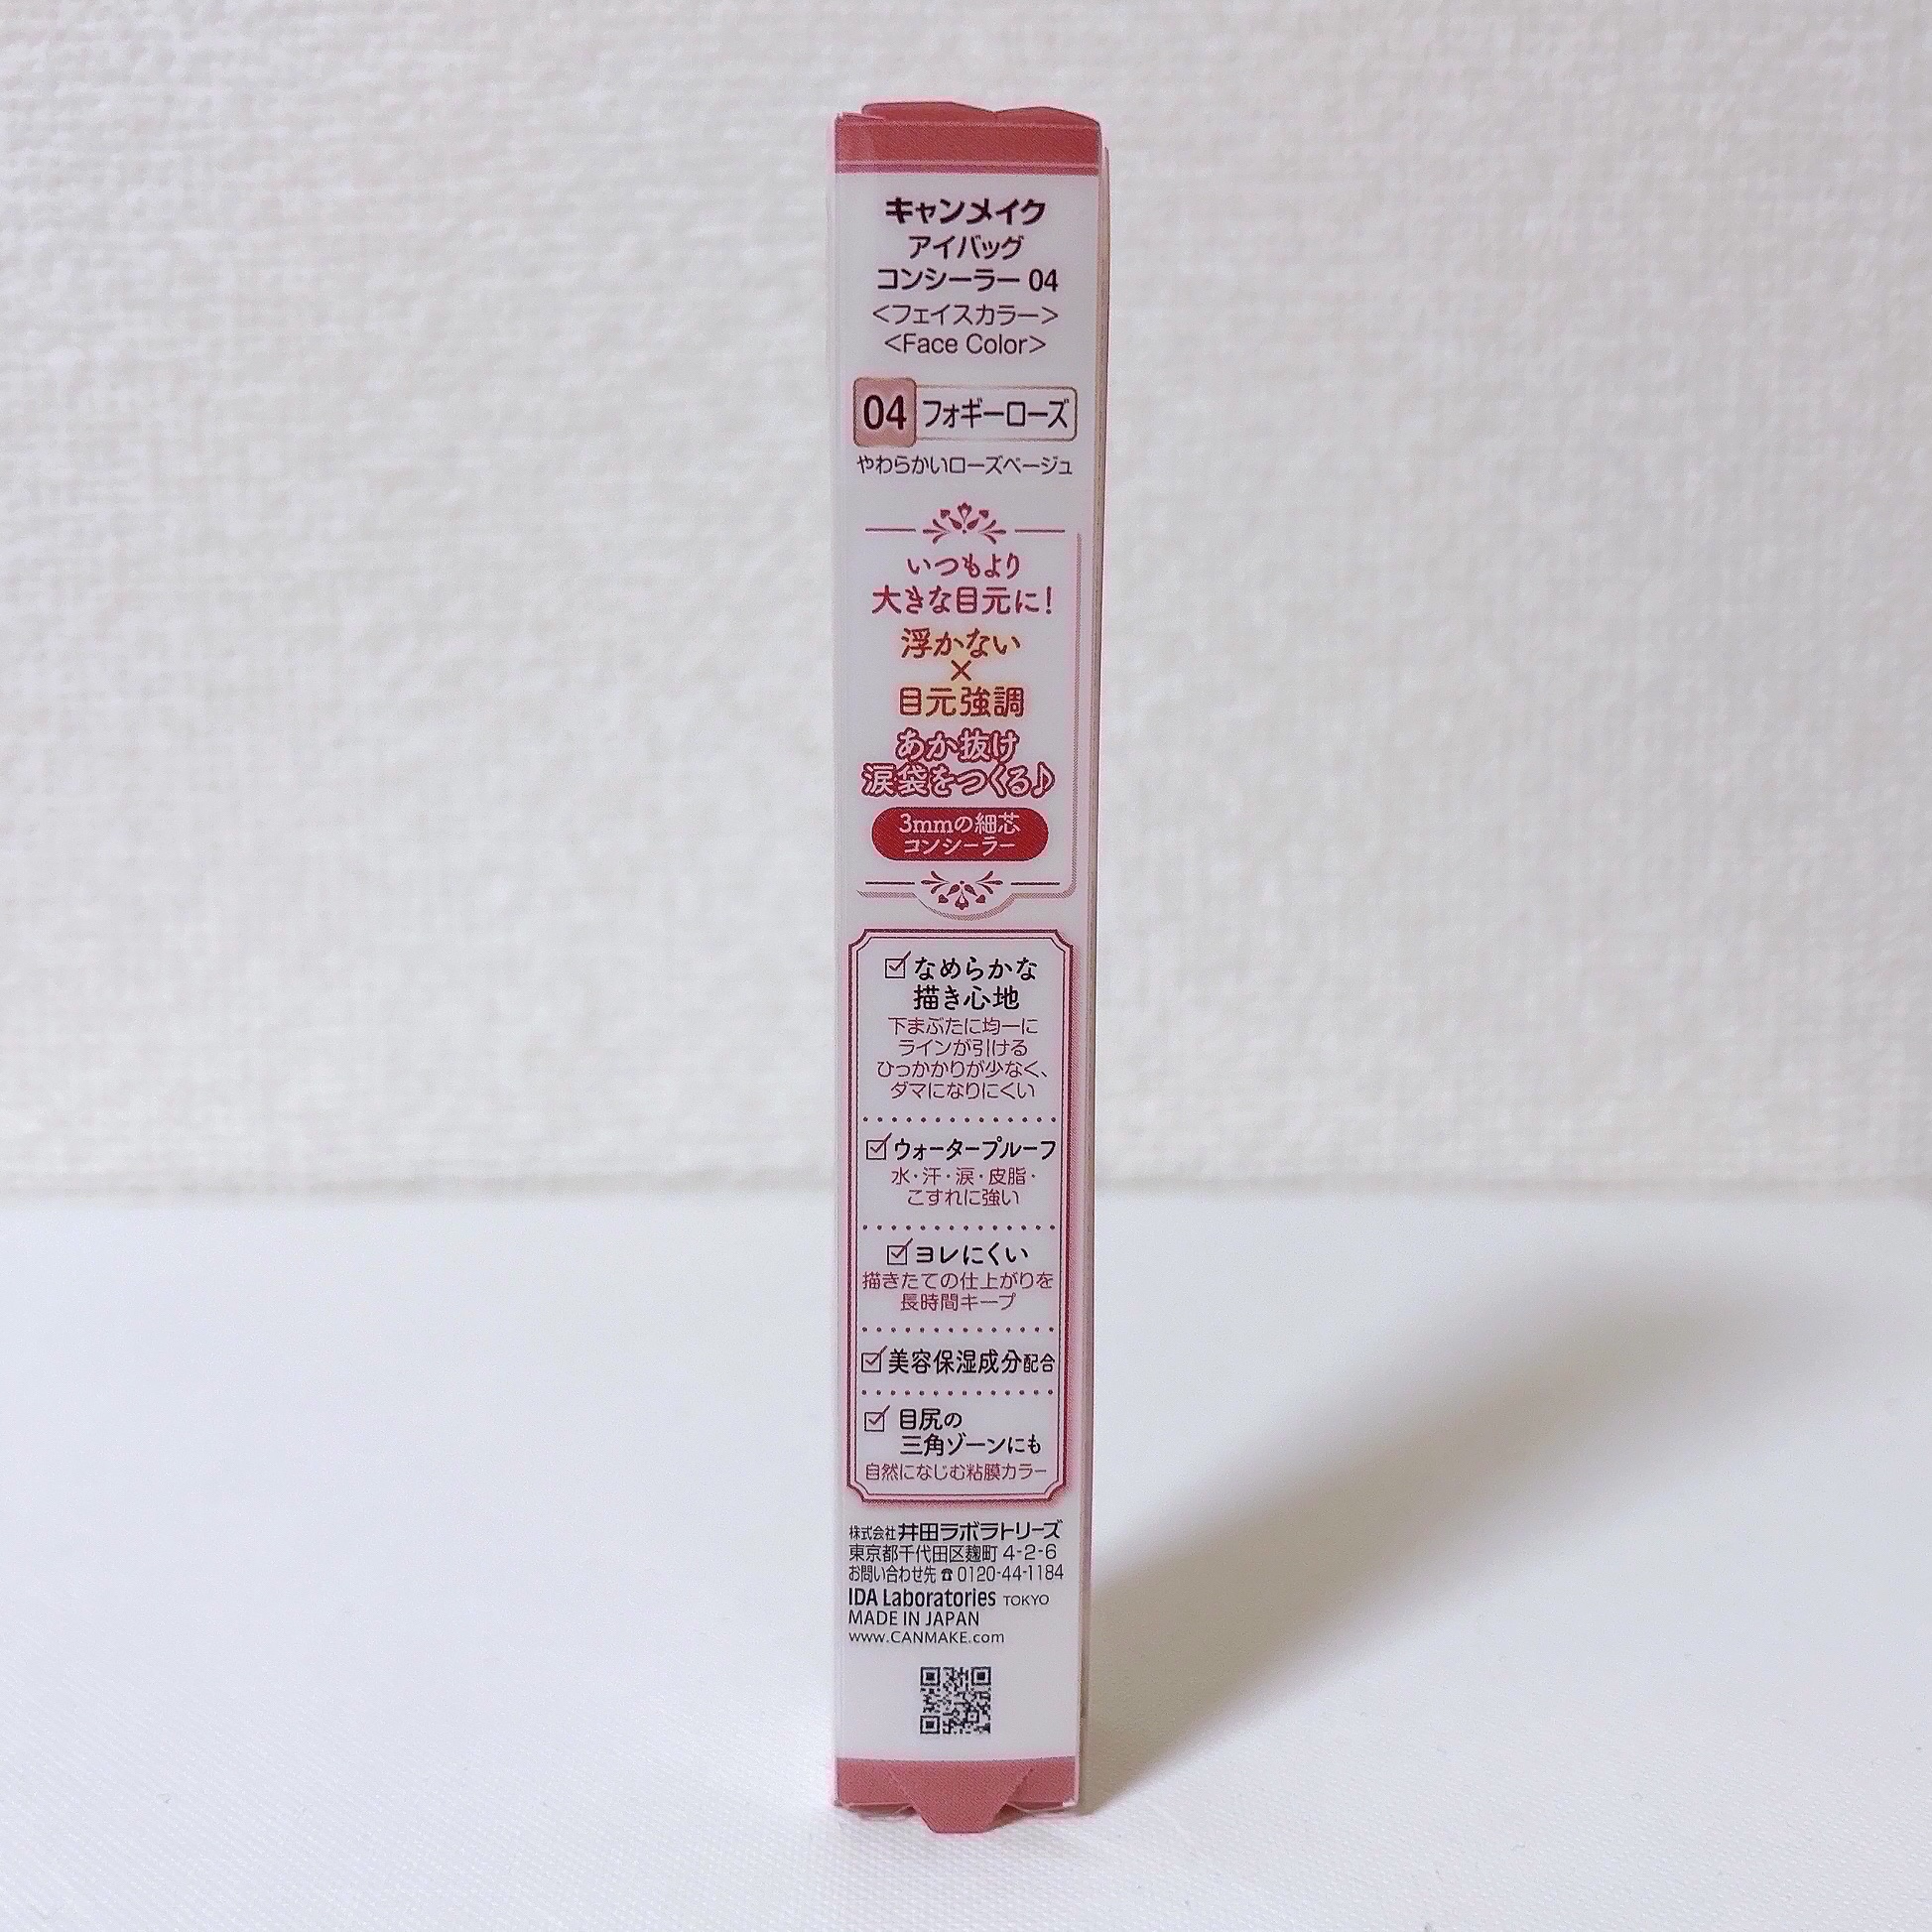 キャンメイク
アイバッグ
コンシーラー 04
<フェイスカラー>
<Face Color>
04 フォギーローズ
やわらかいローズベージュ
いつもより
大きな目元に!
浮かない
×
目元強調
あか抜け
涙袋をつくる♪
3mmの細芯
コンシーラー
☑なめらかな
描き心地
下まぶたに均一に
ラインが引ける
ひっかかりが少なく、
ダマになりにくい
☑ウォータープルーフ
水・汗・涙・皮脂・
こすれに強い
☑ヨレにくい
描きたての仕上がりを
長時間キープ
☑美容保湿成分配合
☑目尻の
三角ゾーンにも
自然になじむ粘膜カラー
株式会社 井田ラボラトリーズ
東京都千代田区麹町 4-2-6
お問い合わせ先 ☎ 0120-44-1184
IDA Laboratories TOKYO
MADE IN JAPAN
www.CANMAKE.com